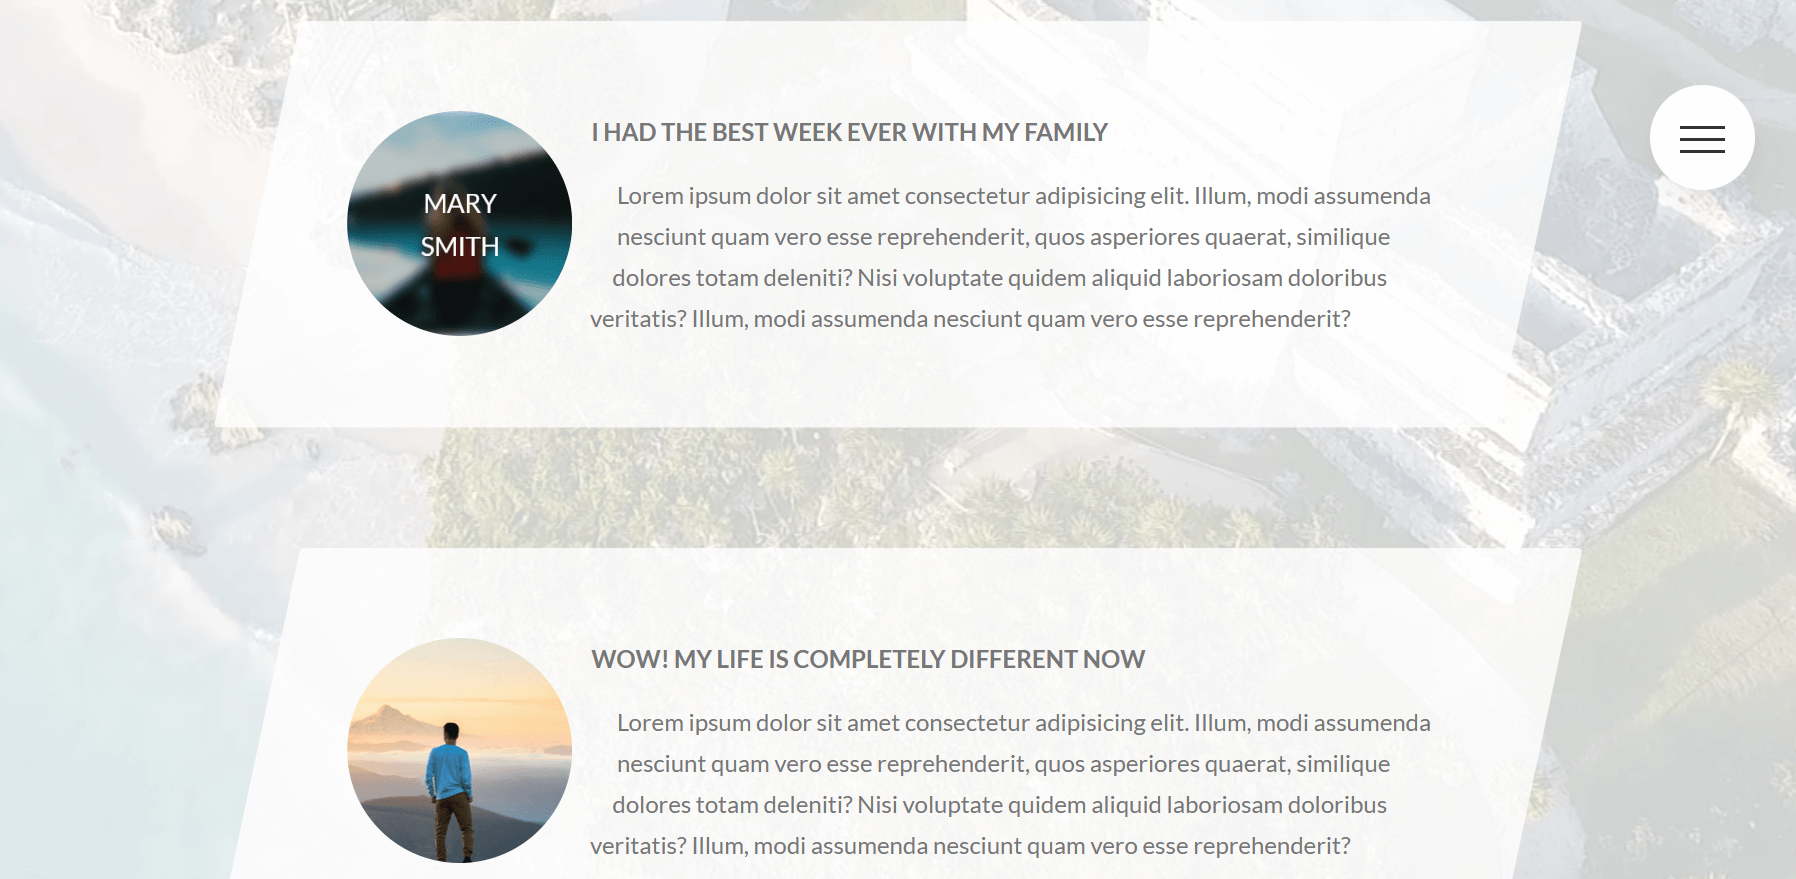 MARY
SMITH
I HAD THE BEST WEEK EVER WITH MY FAMILY
Lorem ipsum dolor sit amet consectetur adipisicing elit. Illum, modi assumenda
nesciunt quam vero esse reprehenderit, quos asperiores quaerat, similique
dolores totam deleniti? Nisi voluptate quidem aliquid laboriosam doloribus
veritatis? Illum, modi assumenda nesciunt quam vero esse reprehenderit?
WOW! MY LIFE IS COMPLETELY DIFFERENT NOW
Lorem ipsum dolor sit amet consectetur adipisicing elit. Illum, modi assumenda
nesciunt quam vero esse reprehenderit, quos asperiores quaerat, similique
dolores totam deleniti? Nisi voluptate quidem aliquid laboriosam doloribus
veritatis? Illum, modi assumenda nesciunt quam vero esse reprehenderit?